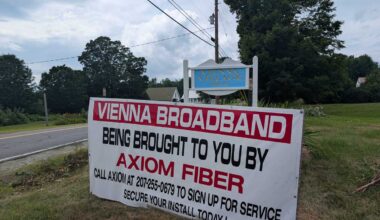 VIENNA BROADBAND
BEING BROUGHT TO YOU BY
AXIOM FIBER
CALL AXIOM AT 207-255-0679 TO SIGN UP FOR SERVICE
SECURE YOUR INSTALL TODAY!